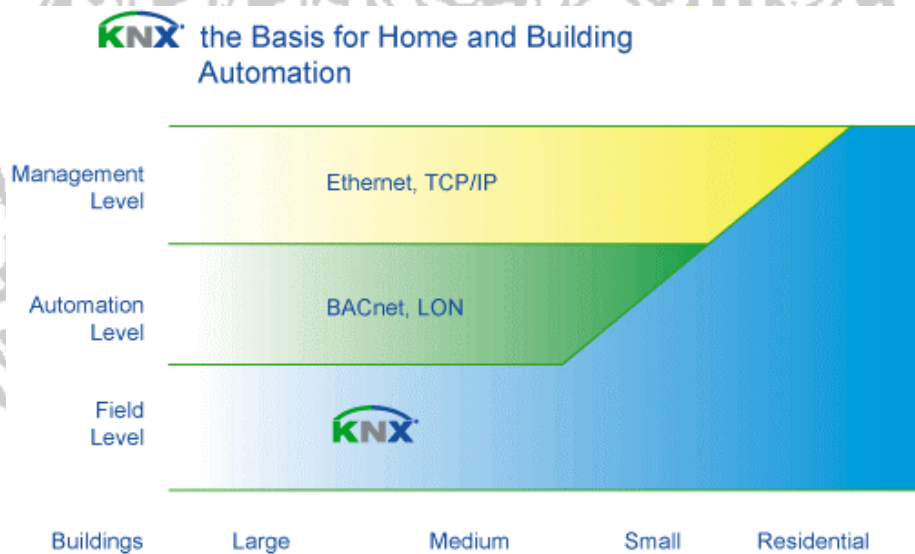 KNX the Basis for Home and Building
Automation
Management
Level
Ethernet, TCP/IP
Automation
Level
BACnet, LON
Field
Level
KNX
Buildings
Large
Medium
Small
Residential